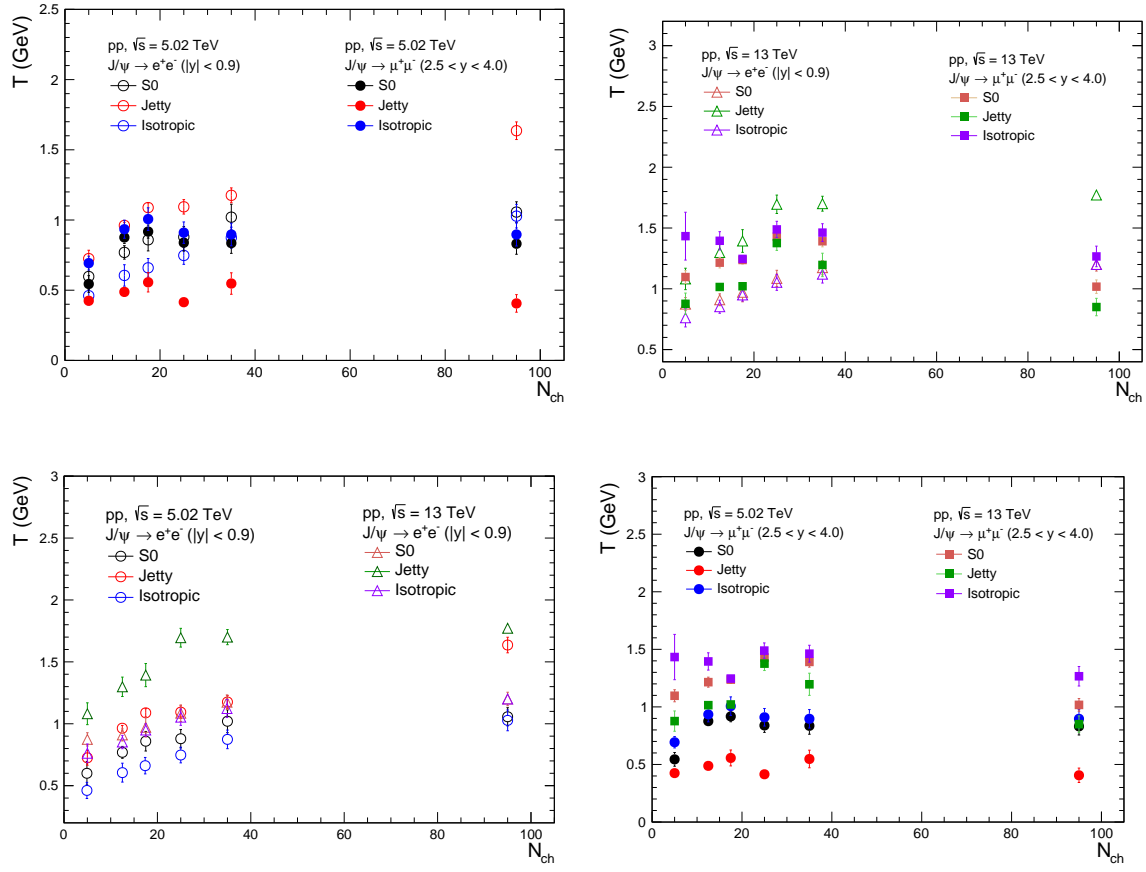 T (GeV)
2.5
2
1.5
1
0.5
0
pp, √s = 5.02 TeV
J/ψ → e⁺e⁻ (|y| < 0.9)
S0
Jetty
Isotropic
pp, √s = 5.02 TeV
J/ψ → μ⁺μ⁻ (2.5 < y < 4.0)
S0
Jetty
Isotropic
0 20 40 60 80 100
N_ch
T (GeV)
3
2.5
2
1.5
1
0.5
pp, √s = 13 TeV
J/ψ → e⁺e⁻ (|y| < 0.9)
S0
Jetty
Isotropic
pp, √s = 13 TeV
J/ψ → μ⁺μ⁻ (2.5 < y < 4.0)
S0
Jetty
Isotropic
0 20 40 60 80 100
N_ch
T (GeV)
3
2.5
2
1.5
1
0.5
pp, √s = 5.02 TeV
J/ψ → e⁺e⁻ (|y| < 0.9)
S0
Jetty
Isotropic
pp, √s = 13 TeV
J/ψ → e⁺e⁻ (|y| < 0.9)
S0
Jetty
Isotropic
0 20 40 60 80 100
N_ch
T (GeV)
3
2.5
2
1.5
1
0.5
0
pp, √s = 5.02 TeV
J/ψ → μ⁺μ⁻ (2.5 < y < 4.0)
S0
Jetty
Isotropic
pp, √s = 13 TeV
J/ψ → μ⁺μ⁻ (2.5 < y < 4.0)
S0
Jetty
Isotropic
0 20 40 60 80 100
N_ch